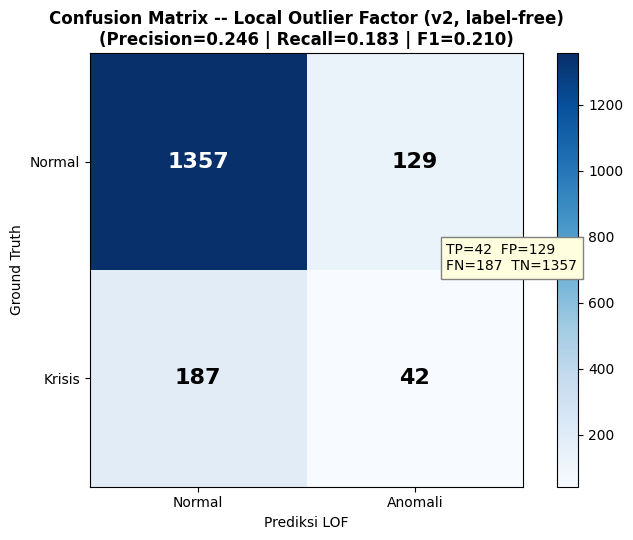 Confusion Matrix -- Local Outlier Factor (v2, label-free)
(Precision=0.246 | Recall=0.183 | F1=0.210)
Ground Truth
Normal
1357
129
Krisis
187
42
TP=42 FP=129
FN=187 TN=1357
Normal
Anomali
Prediksi LOF
1200
1000
800
600
400
200